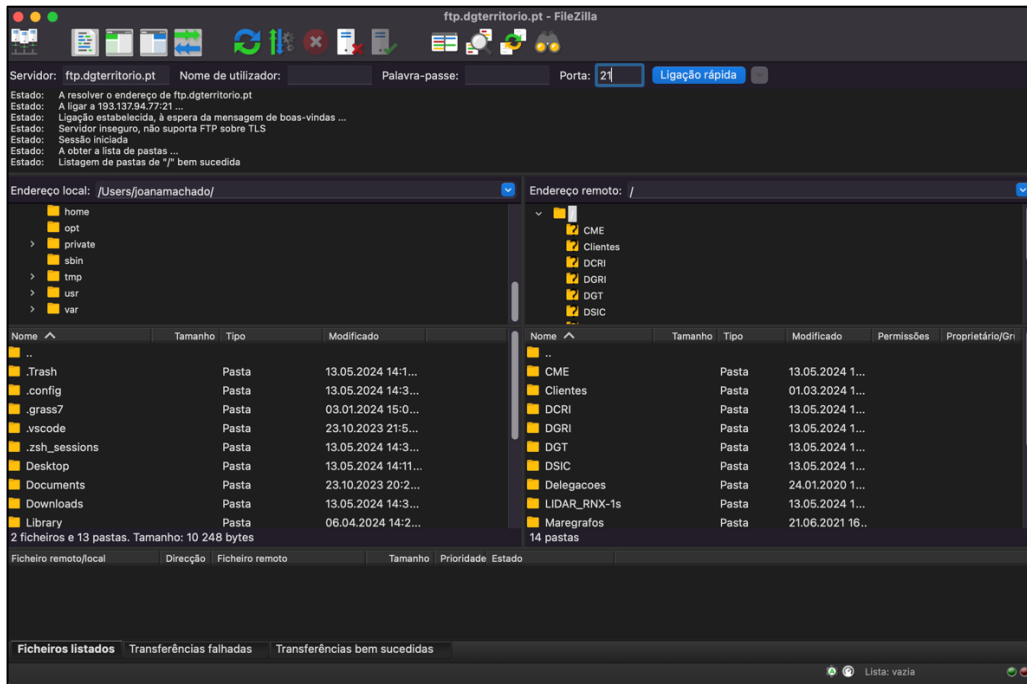 ftp.dgterritorio.pt - FileZilla
Servidor: ftp.dgterritorio.pt Nome de utilizador: Palavra-passe: Porta: 21 Ligação rápida
Estado: A resolver o endereço de ftp.dgterritorio.pt
Estado: A ligar a 193.137.94.77:21 ...
Estado: Ligação estabelecida, à espera da mensagem de boas-vindas ...
Estado: Servidor inseguro, não suporta FTP sobre TLS
Estado: Sessão iniciada
Estado: A obter a lista de pastas ...
Estado: Listagem de pastas de "/" bem sucedida
Endereço local: /Users/joanamachado/
home
opt
private
sbin
tmp
usr
var
Nome Tamanho Tipo Modificado
..
.Trash Pasta 13.05.2024 14:1...
.config Pasta 13.05.2024 14:3...
.grass7 Pasta 03.01.2024 15:0...
.vscode Pasta 23.10.2023 21:5...
.zsh_sessions Pasta 13.05.2024 14:3...
Desktop Pasta 13.05.2024 14:11...
Documents Pasta 23.10.2023 20:2...
Downloads Pasta 13.05.2024 14:3...
Library Pasta 06.04.2024 14:2...
2 ficheiros e 13 pastas. Tamanho: 10 248 bytes
Endereço remoto: /
/
CME
Clientes
DCRI
DGRI
DGT
DSIC
Nome Tamanho Tipo Modificado Permissões Proprietário/Gru
..
CME Pasta 13.05.2024 1...
Clientes Pasta 01.03.2024 1...
DCRI Pasta 13.05.2024 1...
DGRI Pasta 13.05.2024 1...
DGT Pasta 13.05.2024 1...
DSIC Pasta 13.05.2024 1...
Delegacoes Pasta 24.01.2020 1...
LIDAR_RNX-1s Pasta 13.05.2024 1...
Maregrafos Pasta 21.06.2021 16..
14 pastas
Ficheiro remoto/local Direcção Ficheiro remoto Tamanho Prioridade Estado
Ficheiros listados Transferências falhadas Transferências bem sucedidas
Lista: vazia